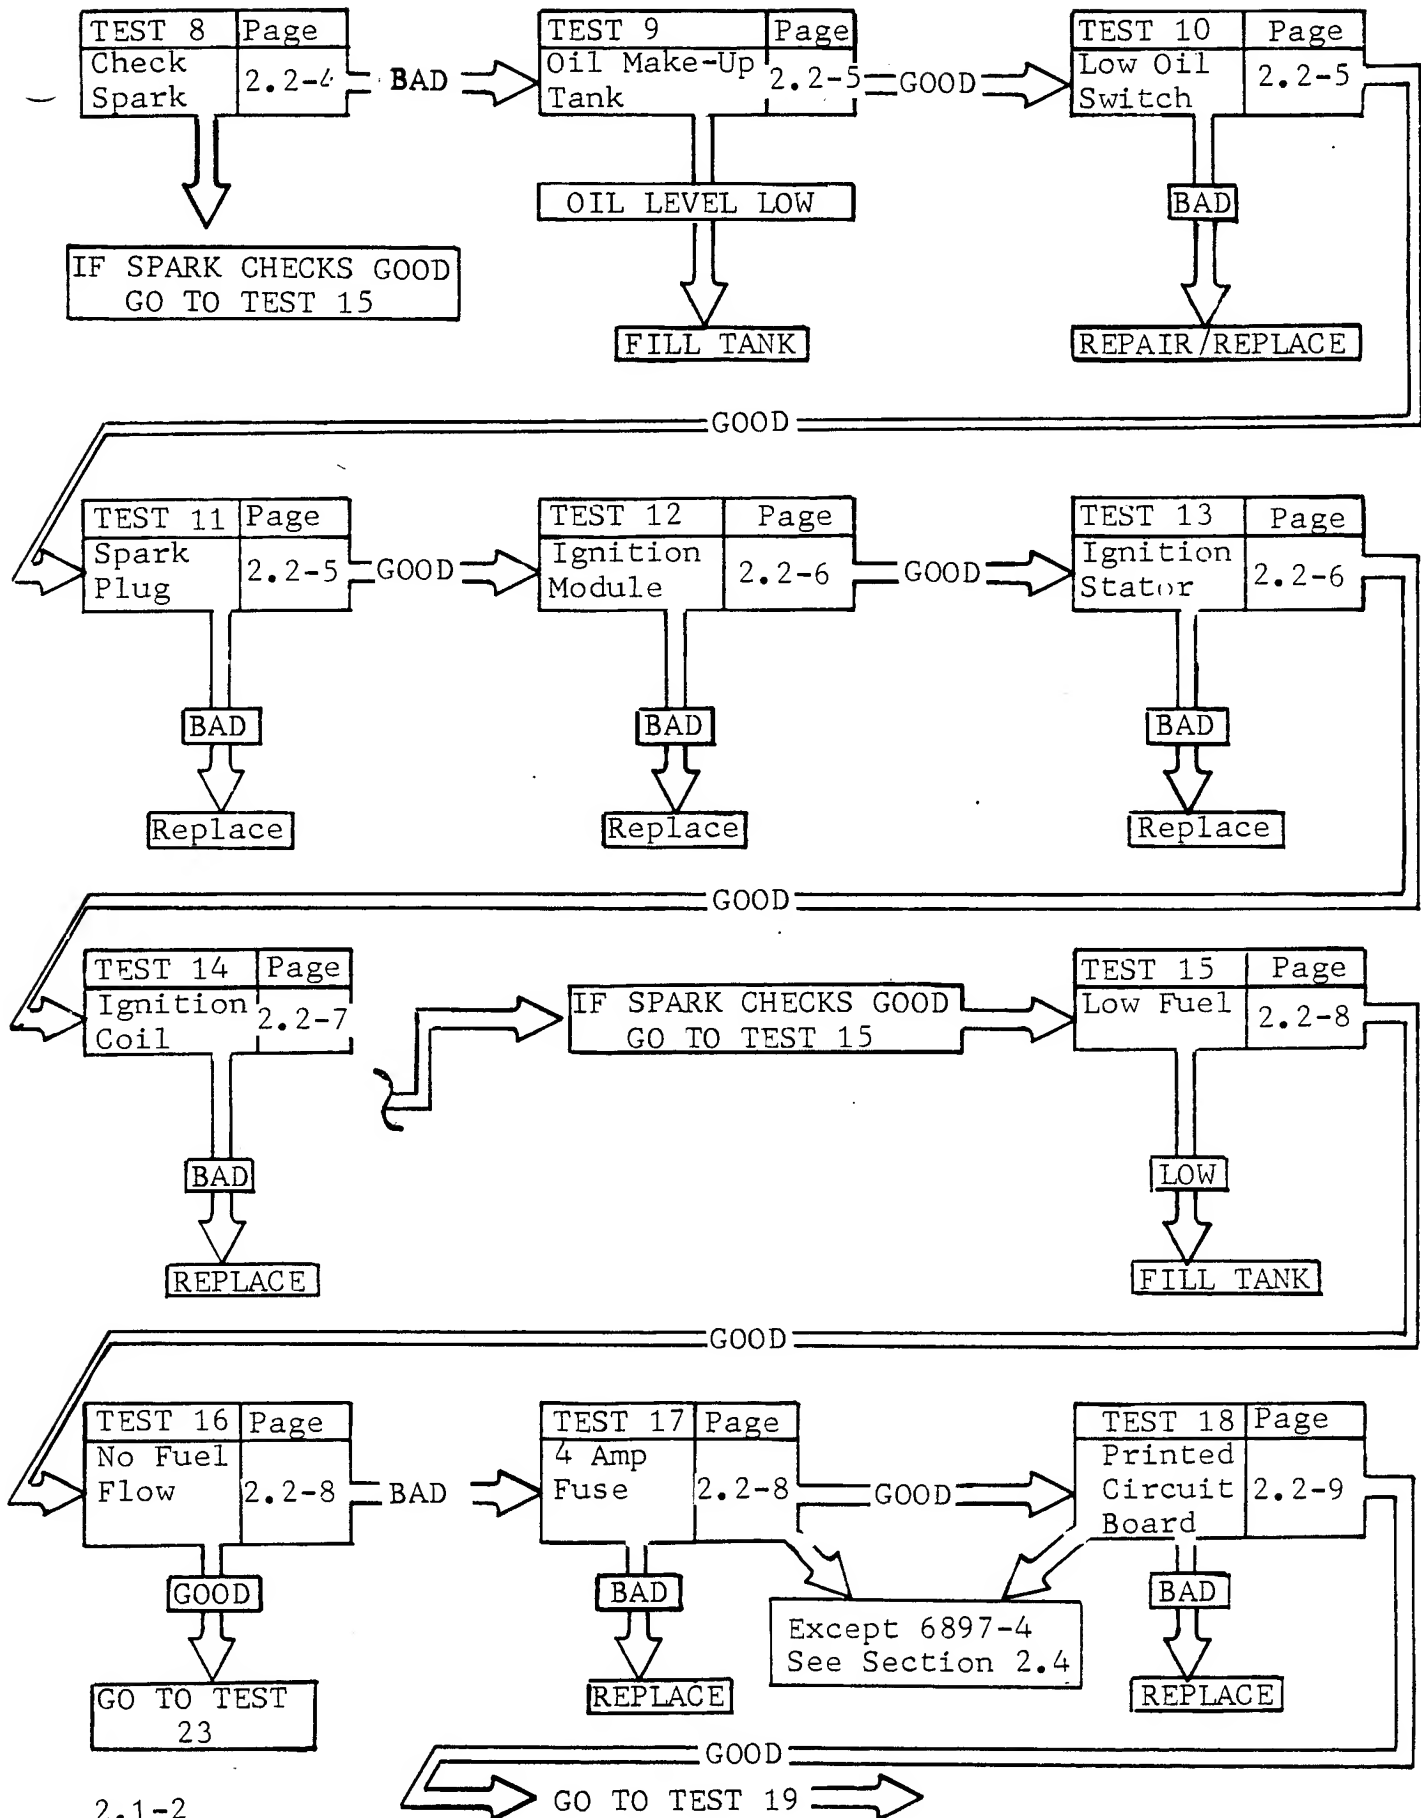 TEST 8 Page
Check Spark
2.2-4
BAD
TEST 9 Page
Oil Make-Up Tank
2.2-5
GOOD
TEST 10 Page
Low Oil Switch
2.2-5
IF SPARK CHECKS GOOD
GO TO TEST 15
OIL LEVEL LOW
FILL TANK
BAD
REPAIR/REPLACE
GOOD
TEST 11 Page
Spark Plug
2.2-5
GOOD
TEST 12 Page
Ignition Module
2.2-6
GOOD
TEST 13 Page
Ignition Stator
2.2-6
BAD
BAD
BAD
Replace
Replace
Replace
GOOD
TEST 14 Page
Ignition Coil
2.2-7
IF SPARK CHECKS GOOD
GO TO TEST 15
TEST 15 Page
Low Fuel
2.2-8
BAD
LOW
REPLACE
FILL TANK
GOOD
TEST 16 Page
No Fuel Flow
2.2-8
BAD
TEST 17 Page
4 Amp Fuse
2.2-8
GOOD
TEST 18 Page
Printed Circuit Board
2.2-9
GOOD
BAD
BAD
Except 6897-4
See Section 2.4
GO TO TEST
23
REPLACE
REPLACE
GOOD
GO TO TEST 19
2.1-2